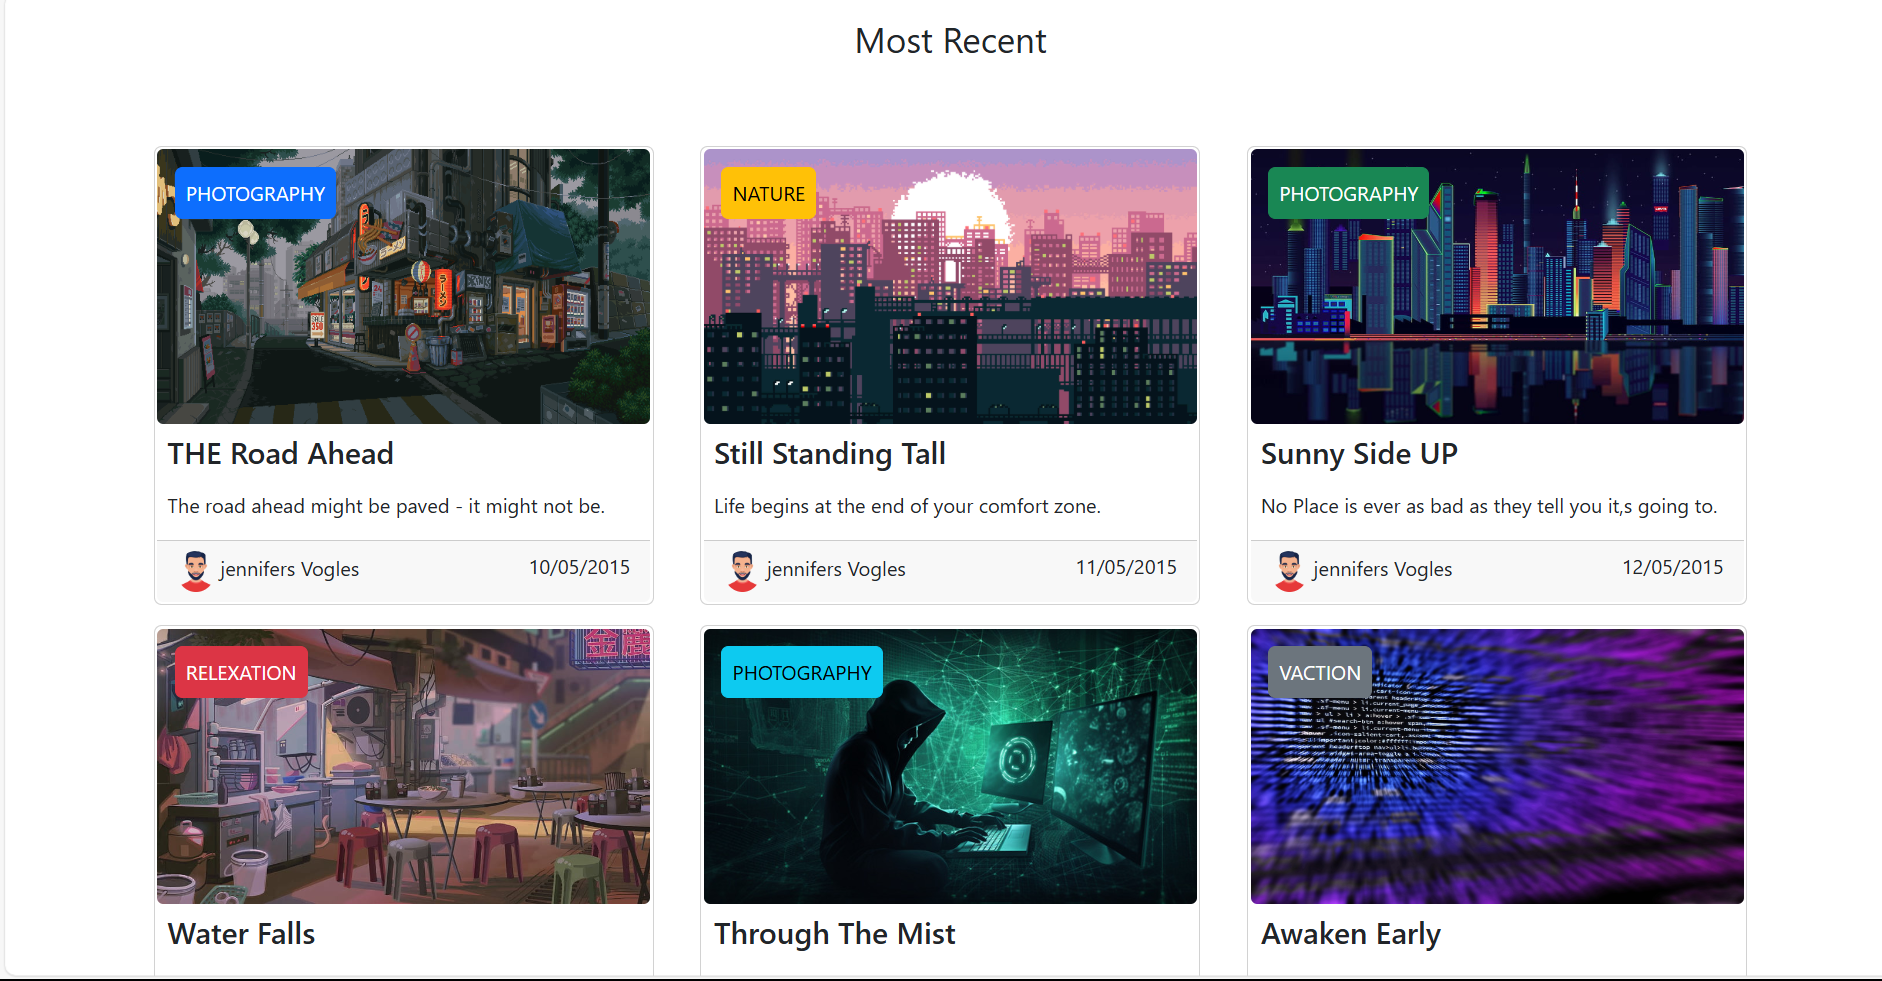 Most Recent
PHOTOGRAPHY
NATURE
PHOTOGRAPHY
THE Road Ahead
Still Standing Tall
Sunny Side UP
The road ahead might be paved - it might not be.
Life begins at the end of your comfort zone.
No Place is ever as bad as they tell you it,s going to.
jennifers Vogles 10/05/2015
jennifers Vogles 11/05/2015
jennifers Vogles 12/05/2015
RELEXATION
PHOTOGRAPHY
VACTION
Water Falls
Through The Mist
Awaken Early